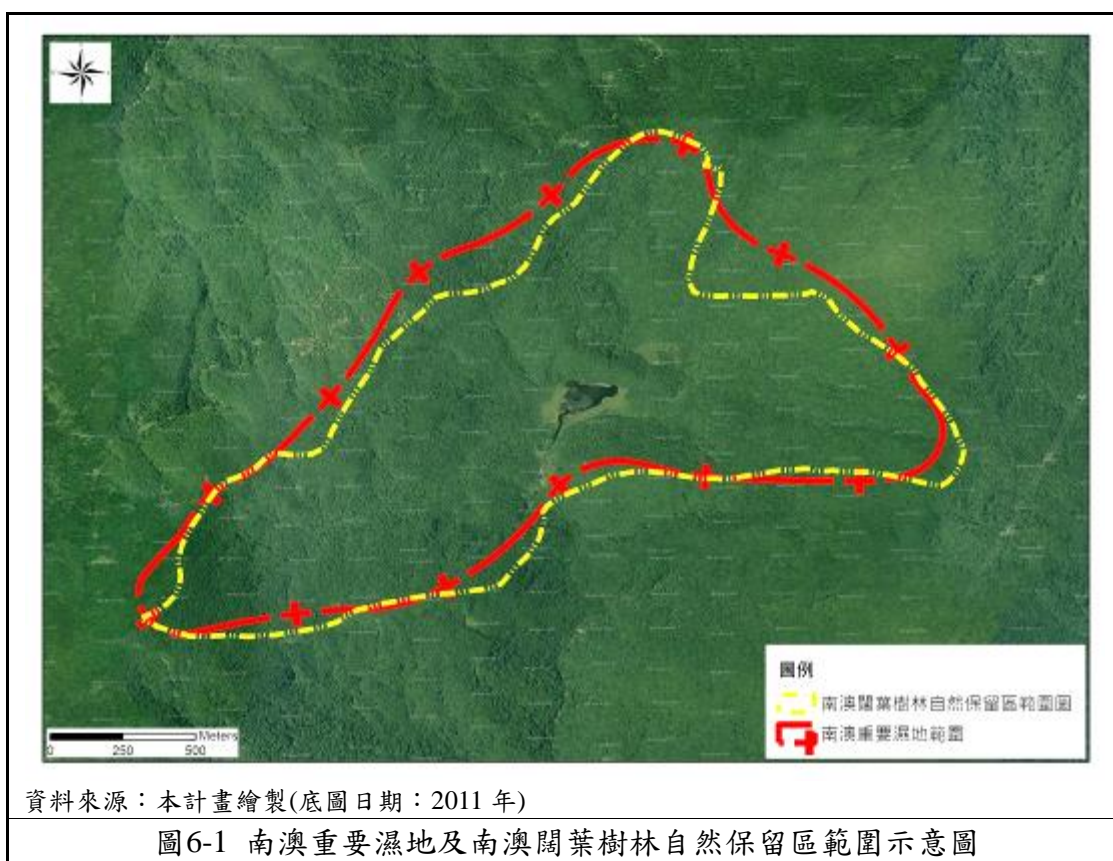 圖例
南澳闊葉樹林自然保留區範圍圖
南澳重要濕地範圍
Meters
0 250 500
資料來源：本計畫繪製(底圖日期：2011 年)
圖6-1 南澳重要濕地及南澳闊葉樹林自然保留區範圍示意圖